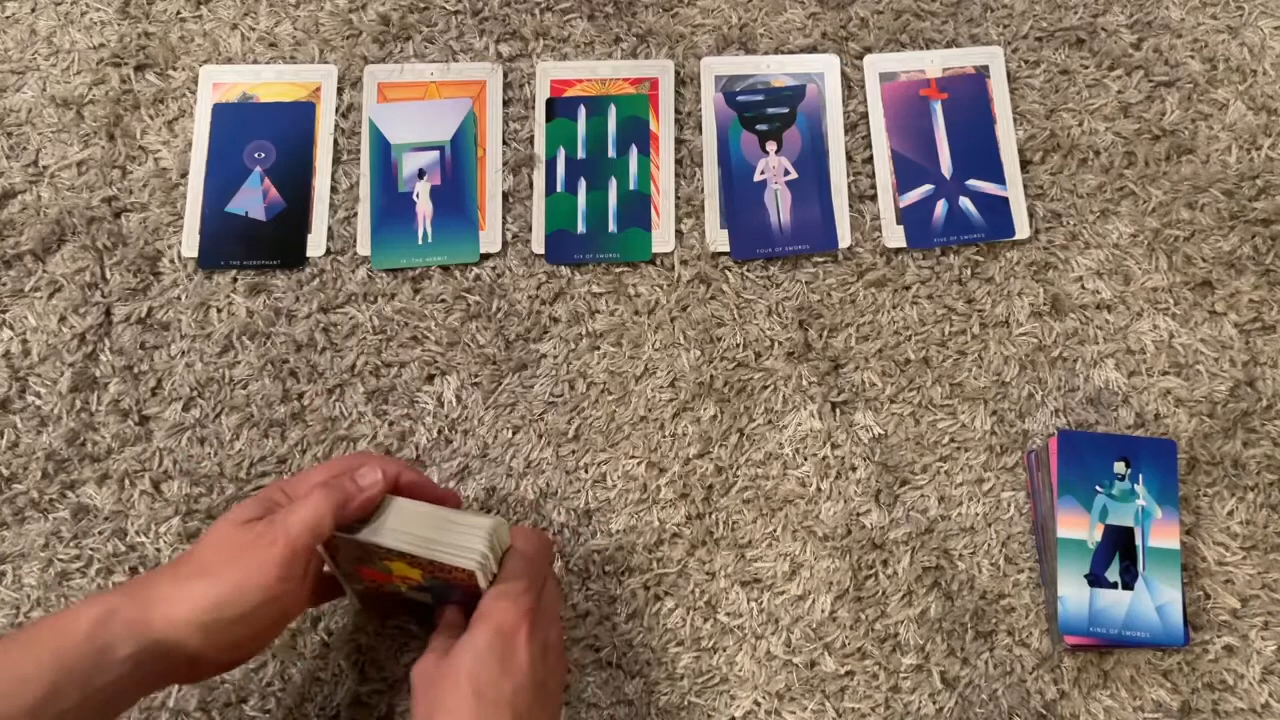 V. THE HIEROPHANT
IX. THE HERMIT
SIX OF SWORDS
FOUR OF SWORDS
FIVE OF SWORDS
KING OF SWORDS